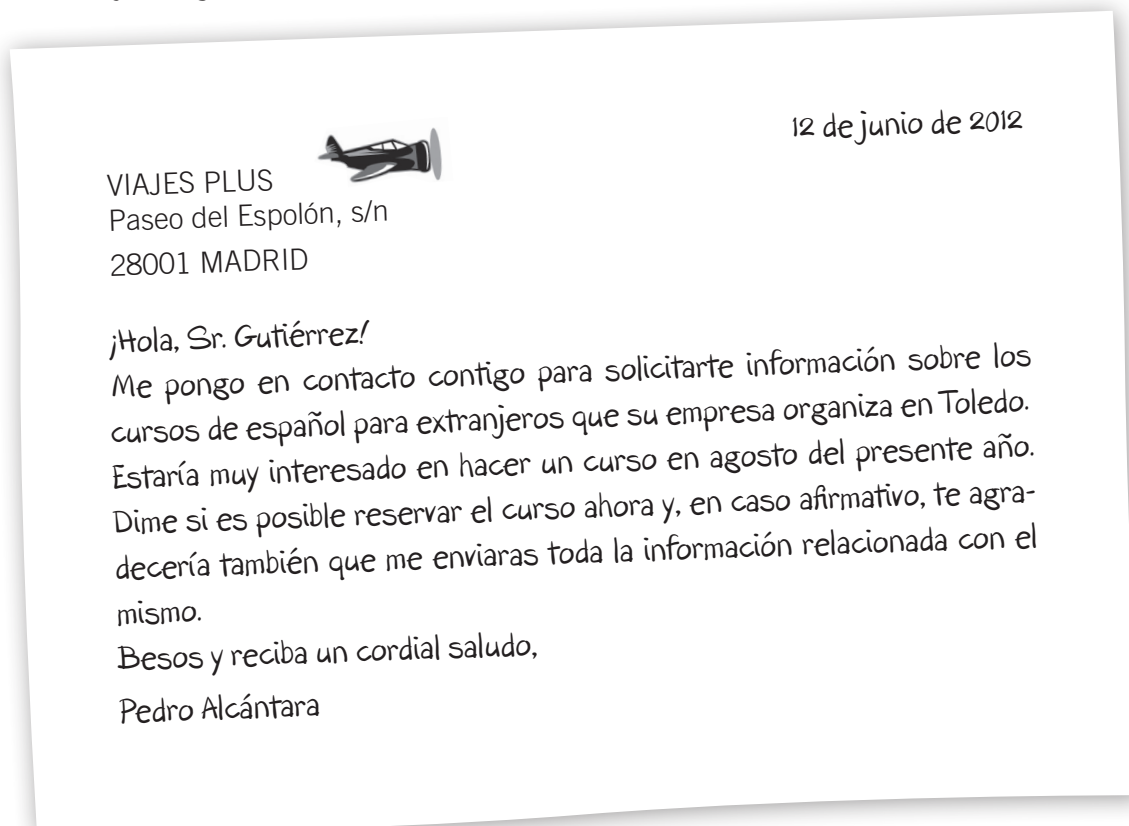 12 de junio de 2012
VIAJES PLUS
Paseo del Espolón, s/n
28001 MADRID
¡Hola, Sr. Gutiérrez!
Me pongo en contacto contigo para solicitarte información sobre los
cursos de español para extranjeros que su empresa organiza en Toledo.
Estaría muy interesado en hacer un curso en agosto del presente año.
Dime si es posible reservar el curso ahora y, en caso afirmativo, te agra-
decería también que me enviaras toda la información relacionada con el
mismo.
Besos y reciba un cordial saludo,
Pedro Alcántara